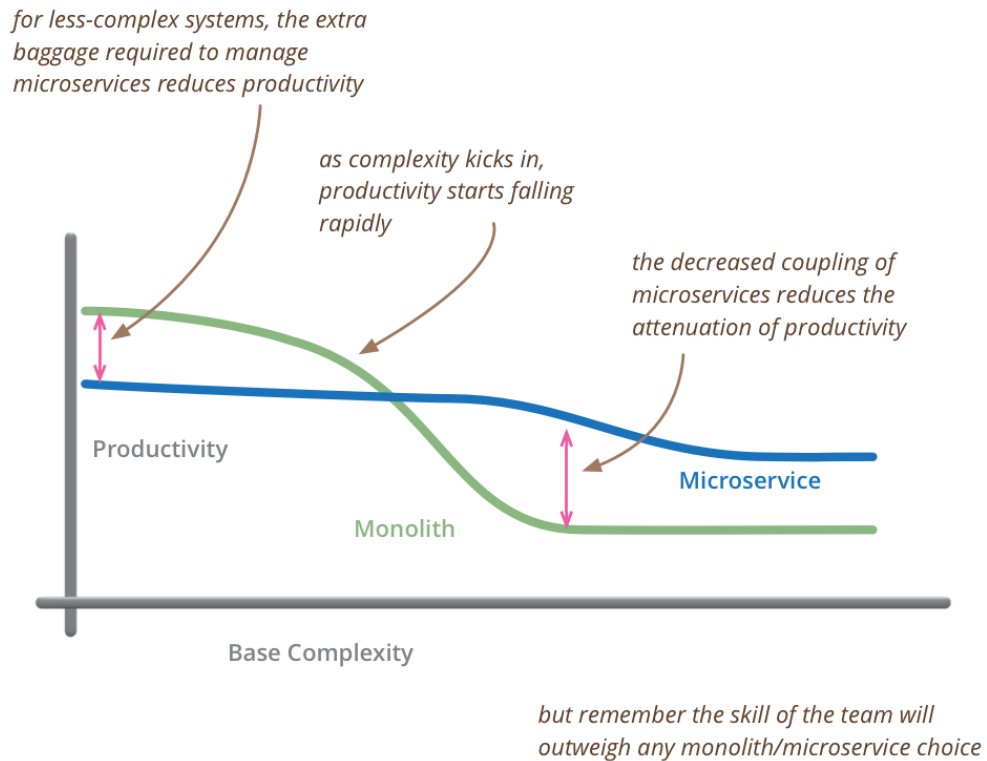 for less-complex systems, the extra
baggage required to manage
microservices reduces productivity
as complexity kicks in,
productivity starts falling
rapidly
the decreased coupling of
microservices reduces the
attenuation of productivity
Productivity
Microservice
Monolith
Base Complexity
but remember the skill of the team will
outweigh any monolith/microservice choice